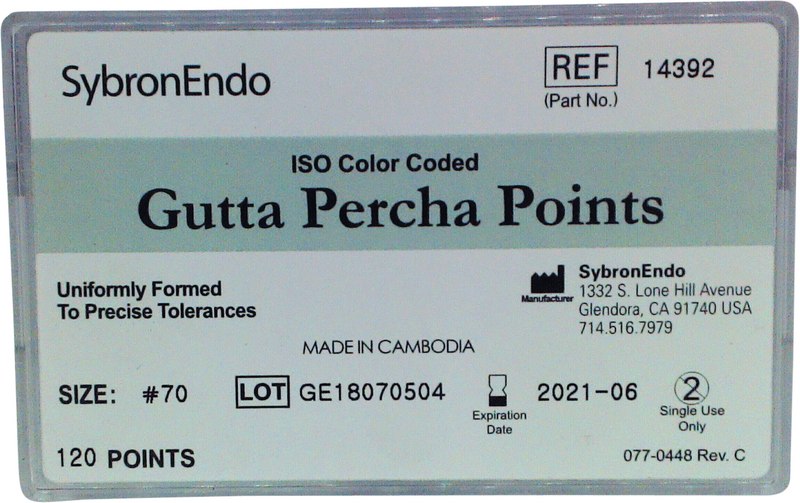 SybronEndo
REF 14392
(Part No.)
ISO Color Coded
Gutta Percha Points
Uniformly Formed
To Precise Tolerances
Manufacturer
SybronEndo
1332 S. Lone Hill Avenue
Glendora, CA 91740 USA
714.516.7979
MADE IN CAMBODIA
SIZE: #70
LOT GE18070504
Expiration
Date
2021-06
2
Single Use
Only
120 POINTS
077-0448 Rev. C